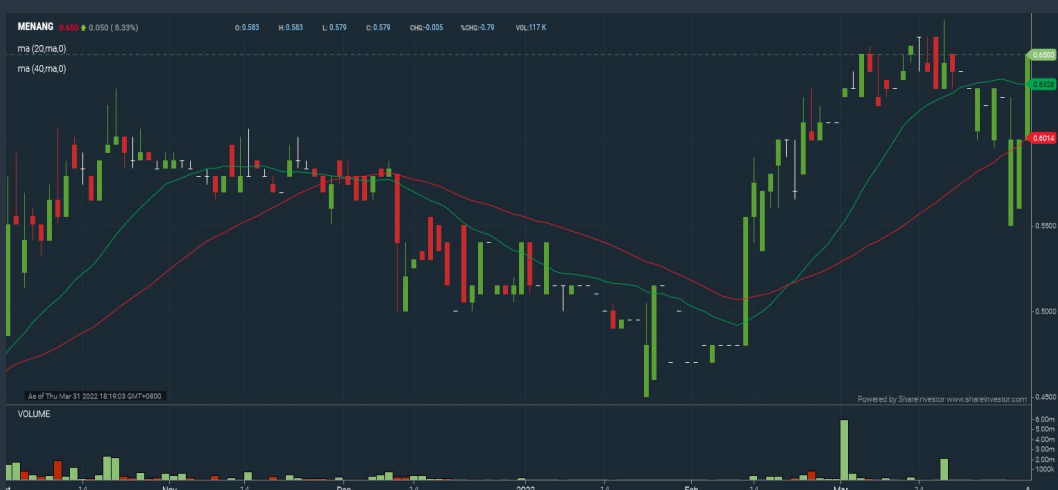 MENANG 0.650 0.050 ( 8.33%) O: 0.583 H: 0.583 L: 0.579 C: 0.579 CHG:-0.005 %CHG:-0.79 VOL:117 K
ma (20,ma,0)
ma (40,ma,0)
0.6500
0.6328
0.6014
0.5500
0.5000
0.4500
As of Thu Mar 31 2022 18:19:03 GMT+0800.
Powered by ShareInvestor www.shareinvestor.com
VOLUME
6.00m
5.00m
4.00m
3.00m
2.00m
1000k
14 Nov 14 Dec 14 2022 14 Feb 14 Mar 14